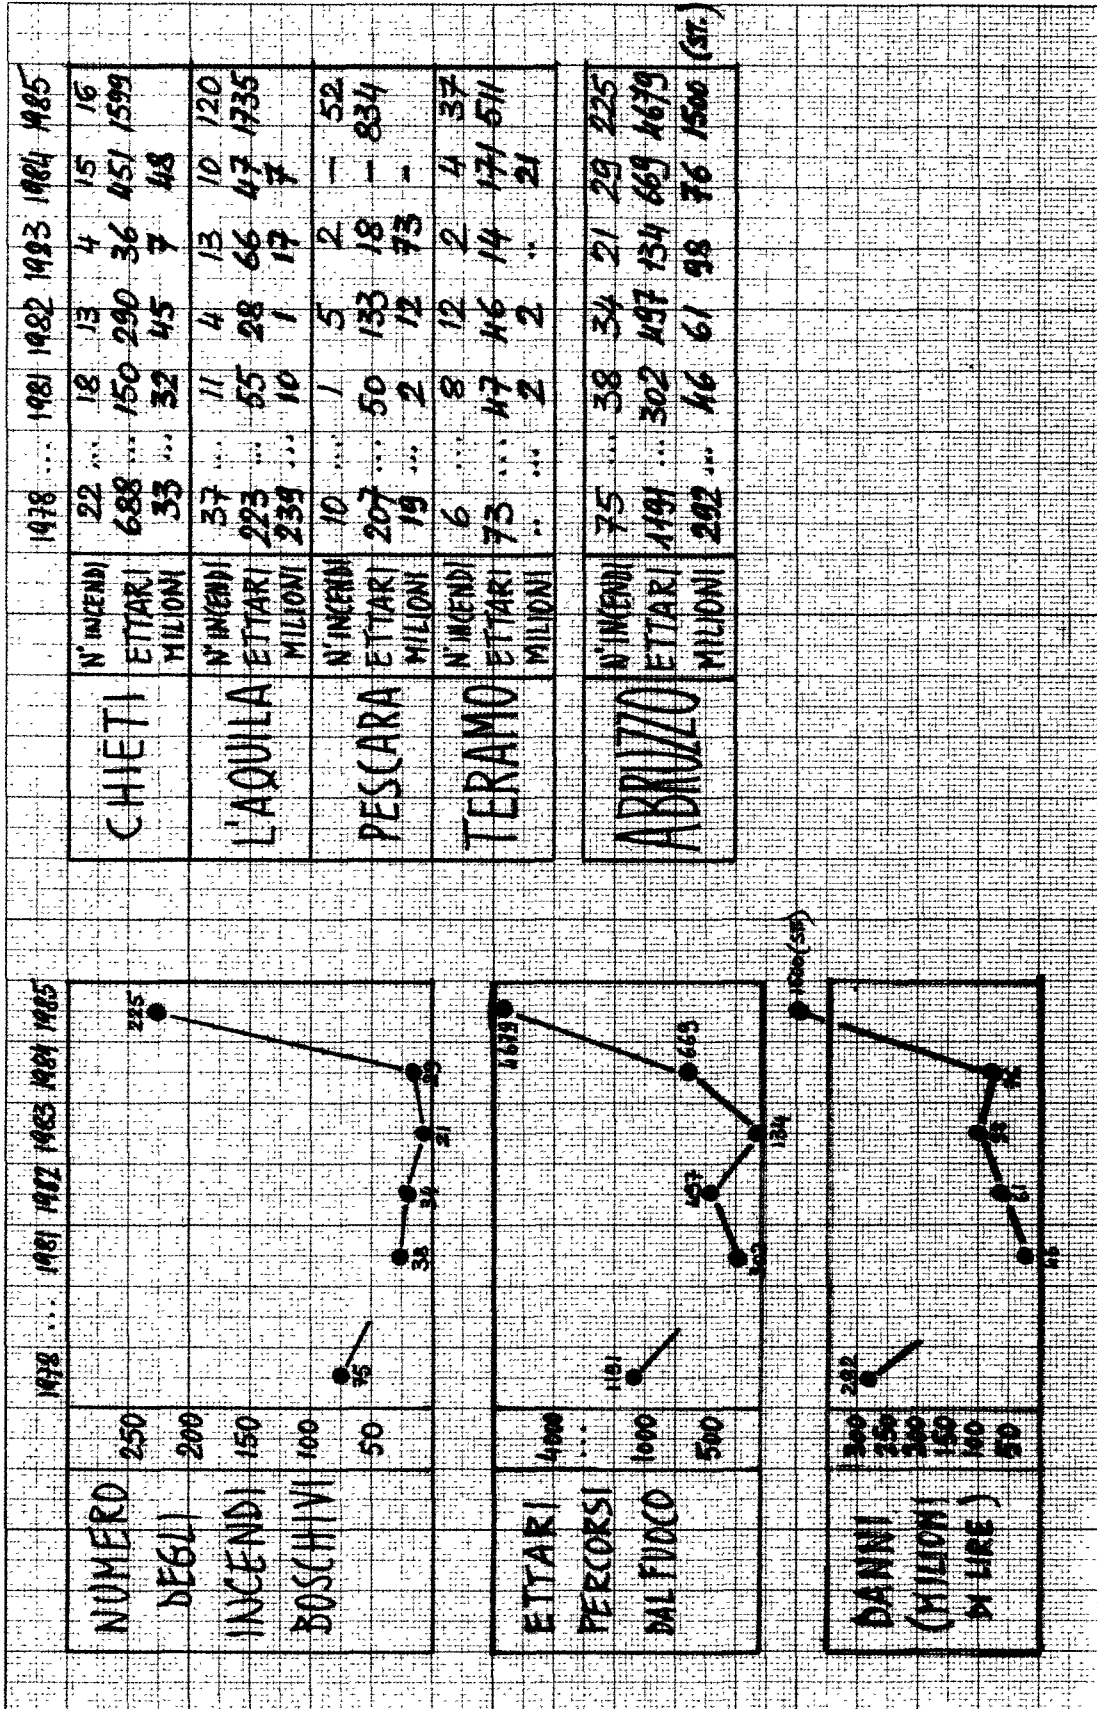 1978 ... 1981 1982 1983 1984 1985
NUMERO
DEGLI
INCENDI
BOSCHIVI
250
200
150
100
50
75
38
34
21
29
225
ETTARI
PERCORSI
DAL FUOCO
4000
...
1000
500
1191
302
497
134
669
4679
DANNI
(MILIONI
DI LIRE)
300
250
200
150
100
50
292
46
61
98
76
1500 (ST.)
1978 .... 1981 1982 1983 1984 1985
CHIETI
N° INCENDI 22 ... 18 13 4 15 16
ETTARI 688 ... 150 290 36 451 1599
MILIONI 33 ... 32 45 7 48
L'AQUILA
N° INCENDI 37 ... 11 4 13 10 120
ETTARI 223 ... 55 28 66 47 1735
MILIONI 239 ... 10 1 17 7
PESCARA
N° INCENDI 10 ... 1 5 2 — 52
ETTARI 207 ... 50 133 18 — 834
MILIONI 19 ... 2 12 73 -
TERAMO
N° INCENDI 6 ... 8 12 2 4 37
ETTARI 73 ... 47 46 14 171 511
MILIONI .. ... 2 2 .. 21
ABRUZZO
N° INCENDI 75 ... 38 34 21 29 225
ETTARI 1191 ... 302 497 134 669 4679
MILIONI 292 ... 46 61 98 76 1500 (ST.)